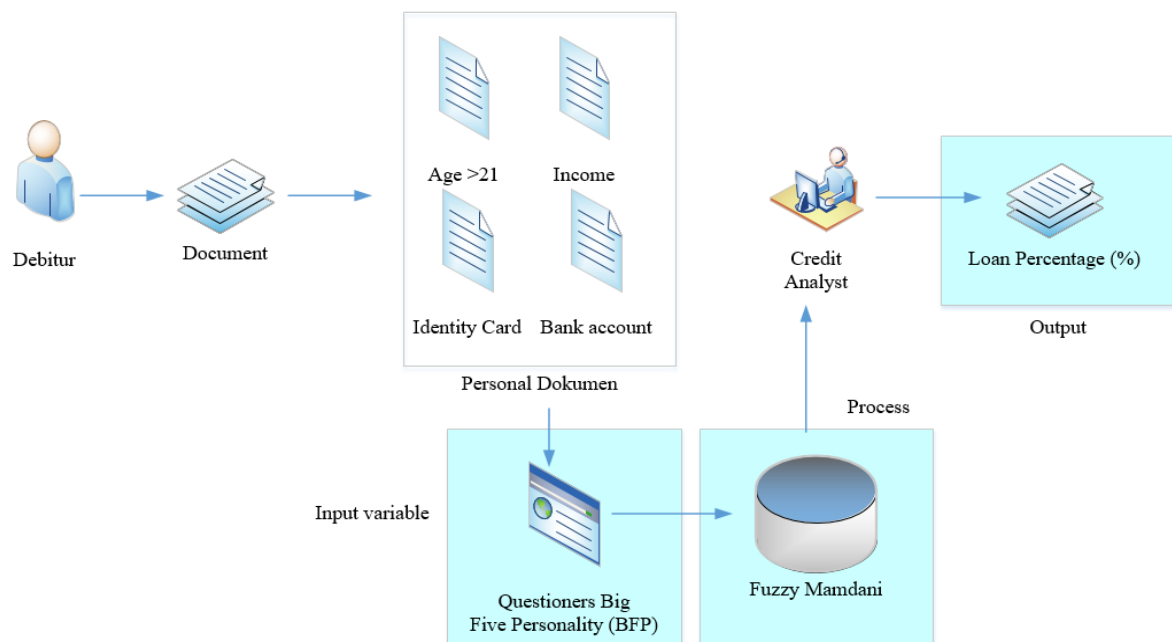 Debitur
Document
Age >21
Income
Identity Card
Bank account
Personal Dokumen
Input variable
Questioners Big
Five Personality (BFP)
Process
Fuzzy Mamdani
Credit
Analyst
Loan Percentage (%)
Output